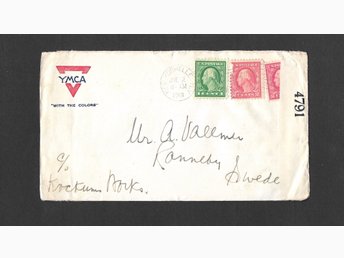 YMCA
"WITH THE COLORS"
4791
Mr. A. Vallmer
Ronneby
Swede
c/o
Kockums Works.